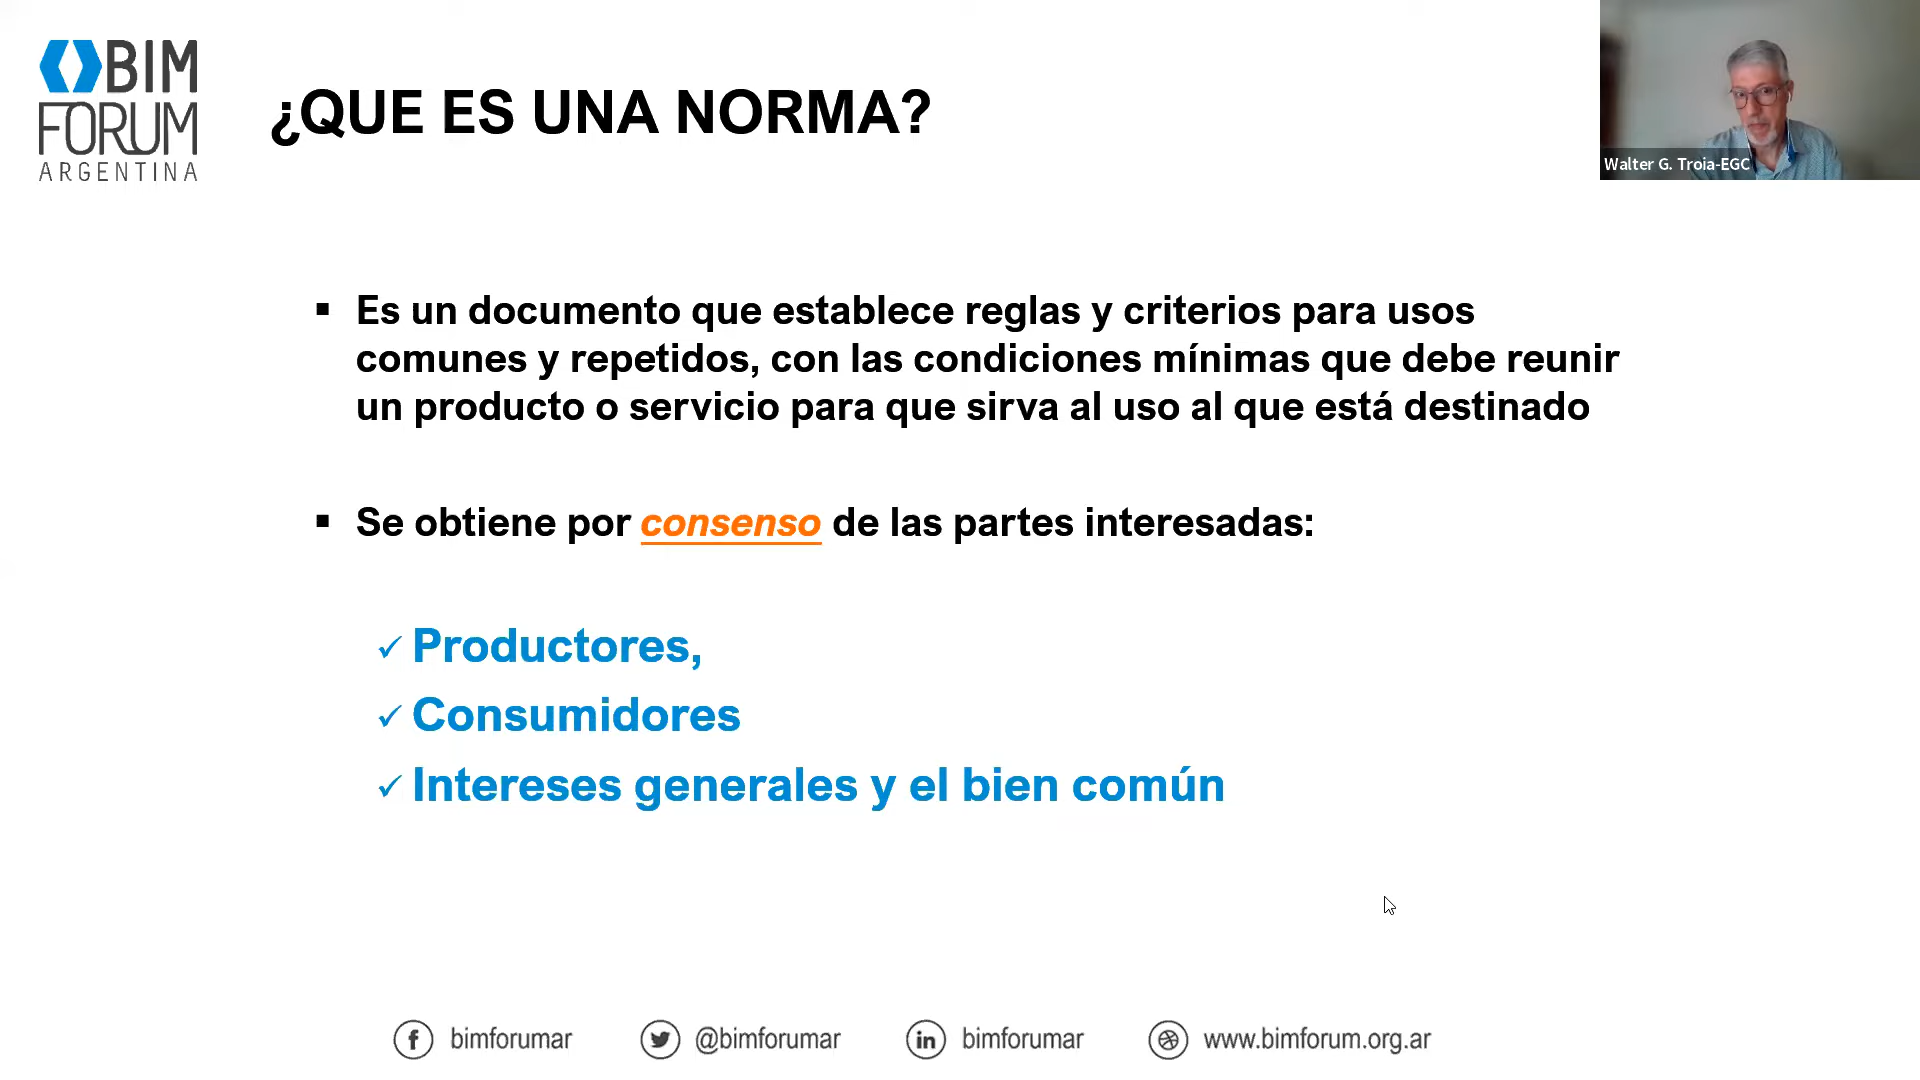 BIM
FORUM
ARGENTINA
¿QUE ES UNA NORMA?
Walter G. Troia-EGC
Es un documento que establece reglas y criterios para usos
comunes y repetidos, con las condiciones mínimas que debe reunir
un producto o servicio para que sirva al uso al que está destinado
Se obtiene por consenso de las partes interesadas:
Productores,
Consumidores
Intereses generales y el bien común
bimforumar @bimforumar bimforumar www.bimforum.org.ar